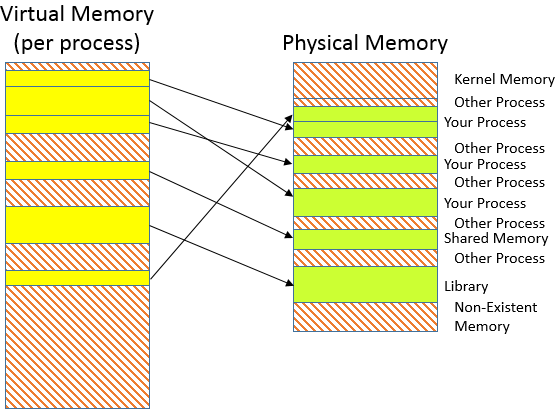 Virtual Memory
(per process)
Physical Memory
Kernel Memory
Other Process
Your Process
Other Process
Your Process
Other Process
Your Process
Other Process
Shared Memory
Other Process
Library
Non-Existent
Memory